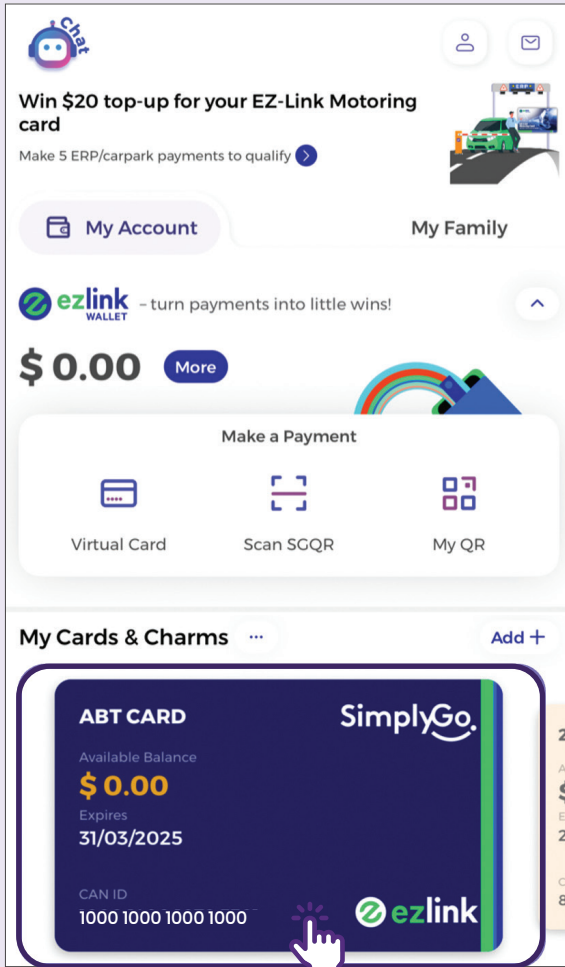 Chat
Win $20 top-up for your EZ-Link Motoring
card
Make 5 ERP/carpark payments to qualify
ERP
My Account
My Family
ezlink
WALLET
– turn payments into little wins!
$ 0.00
More
Make a Payment
Virtual Card
Scan SGQR
My QR
My Cards & Charms
...
Add +
ABT CARD
SimplyGo.
Available Balance
$ 0.00
Expires
31/03/2025
CAN ID
1000 1000 1000 1000
ezlink